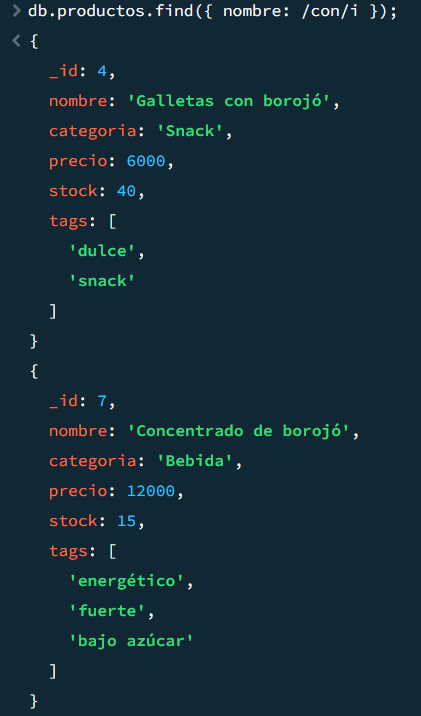 > db.productos.find({ nombre: /con/i });
< {
_id: 4,
nombre: 'Galletas con borojó',
categoria: 'Snack',
precio: 6000,
stock: 40,
tags: [
'dulce',
'snack'
]
}
{
_id: 7,
nombre: 'Concentrado de borojó',
categoria: 'Bebida',
precio: 12000,
stock: 15,
tags: [
'energético',
'fuerte',
'bajo azúcar'
]
}